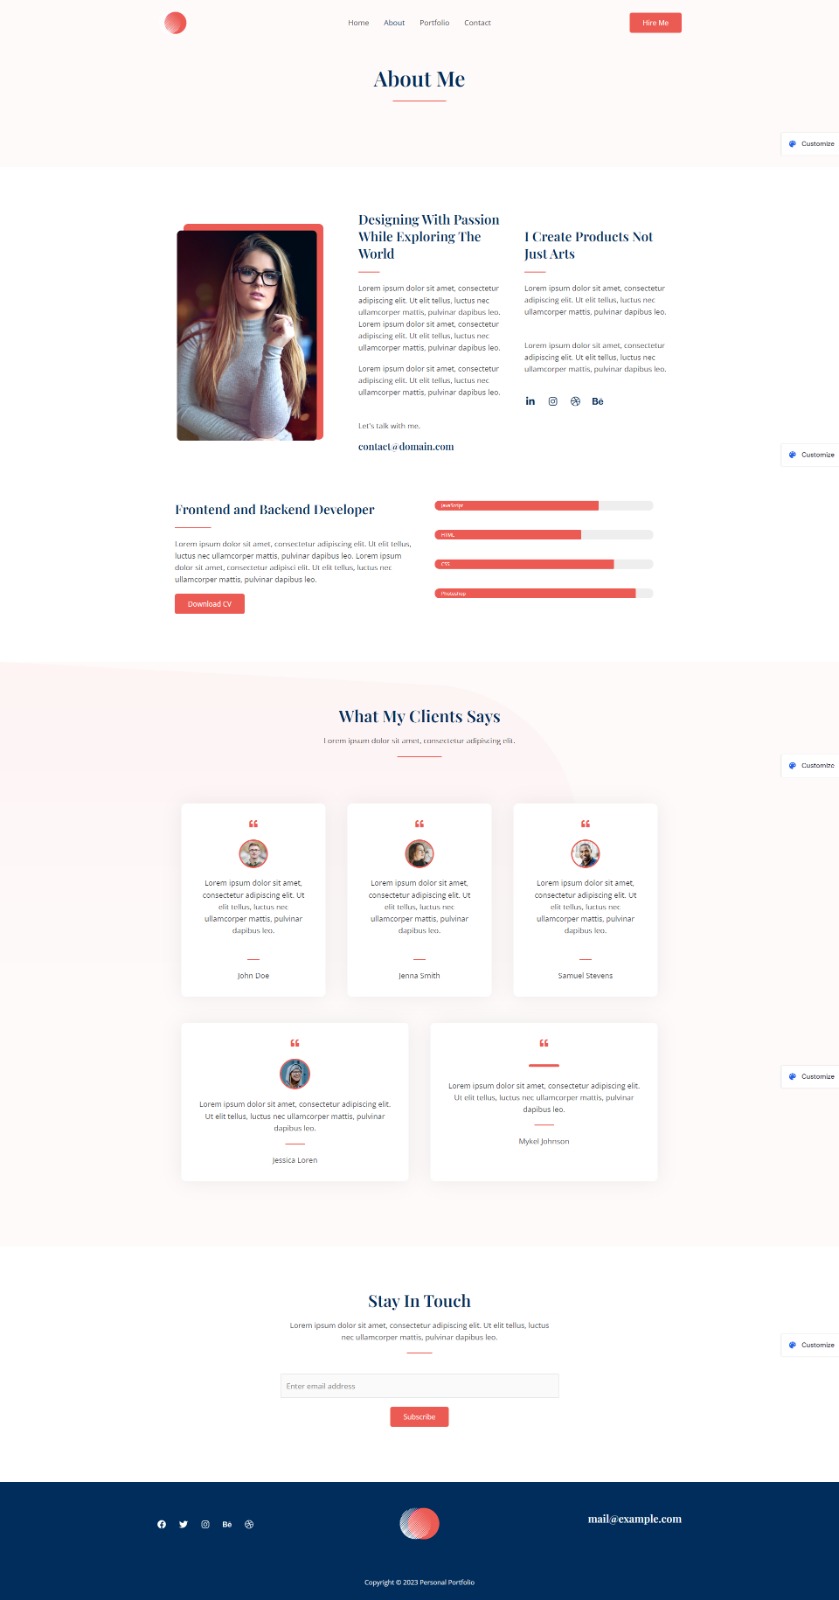 Home About Portfolio Contact
Hire Me
About Me
Customize
Designing With Passion
While Exploring The
World
Lorem ipsum dolor sit amet, consectetur
adipiscing elit. Ut elit tellus, luctus nec
ullamcorper mattis, pulvinar dapibus leo.
Lorem ipsum dolor sit amet, consectetur
adipiscing elit. Ut elit tellus, luctus nec
ullamcorper mattis, pulvinar dapibus leo.
Lorem ipsum dolor sit amet, consectetur
adipiscing elit. Ut elit tellus, luctus nec
ullamcorper mattis, pulvinar dapibus leo.
Let's talk with me.
contact@domain.com
I Create Products Not
Just Arts
Lorem ipsum dolor sit amet, consectetur
adipiscing elit. Ut elit tellus, luctus nec
ullamcorper mattis, pulvinar dapibus leo.
Lorem ipsum dolor sit amet, consectetur
adipiscing elit. Ut elit tellus, luctus nec
ullamcorper mattis, pulvinar dapibus leo.
in
Bē
Customize
Frontend and Backend Developer
Lorem ipsum dolor sit amet, consectetur adipiscing elit. Ut elit tellus,
luctus nec ullamcorper mattis, pulvinar dapibus leo. Lorem ipsum
dolor sit amet, consectetur adipisci elit. Ut elit tellus, luctus nec
ullamcorper mattis, pulvinar dapibus leo.
Download CV
JavaScript
HTML
CSS
Photoshop
What My Clients Says
Lorem ipsum dolor sit amet, consectetur adipiscing elit.
Customize
Lorem ipsum dolor sit amet,
consectetur adipiscing elit. Ut
elit tellus, luctus nec
ullamcorper mattis, pulvinar
dapibus leo.
John Doe
Lorem ipsum dolor sit amet,
consectetur adipiscing elit. Ut
elit tellus, luctus nec
ullamcorper mattis, pulvinar
dapibus leo.
Jenna Smith
Lorem ipsum dolor sit amet,
consectetur adipiscing elit. Ut
elit tellus, luctus nec
ullamcorper mattis, pulvinar
dapibus leo.
Samuel Stevens
Lorem ipsum dolor sit amet, consectetur adipiscing elit.
Ut elit tellus, luctus nec ullamcorper mattis, pulvinar
dapibus leo.
Jessica Loren
Lorem ipsum dolor sit amet, consectetur adipiscing elit.
Ut elit tellus, luctus nec ullamcorper mattis, pulvinar
dapibus leo.
Mykel Johnson
Customize
Stay In Touch
Lorem ipsum dolor sit amet, consectetur adipiscing elit. Ut elit tellus, luctus
nec ullamcorper mattis, pulvinar dapibus leo.
Customize
Enter email address
Subscribe
Bē
mail@example.com
Copyright © 2023 Personal Portfolio